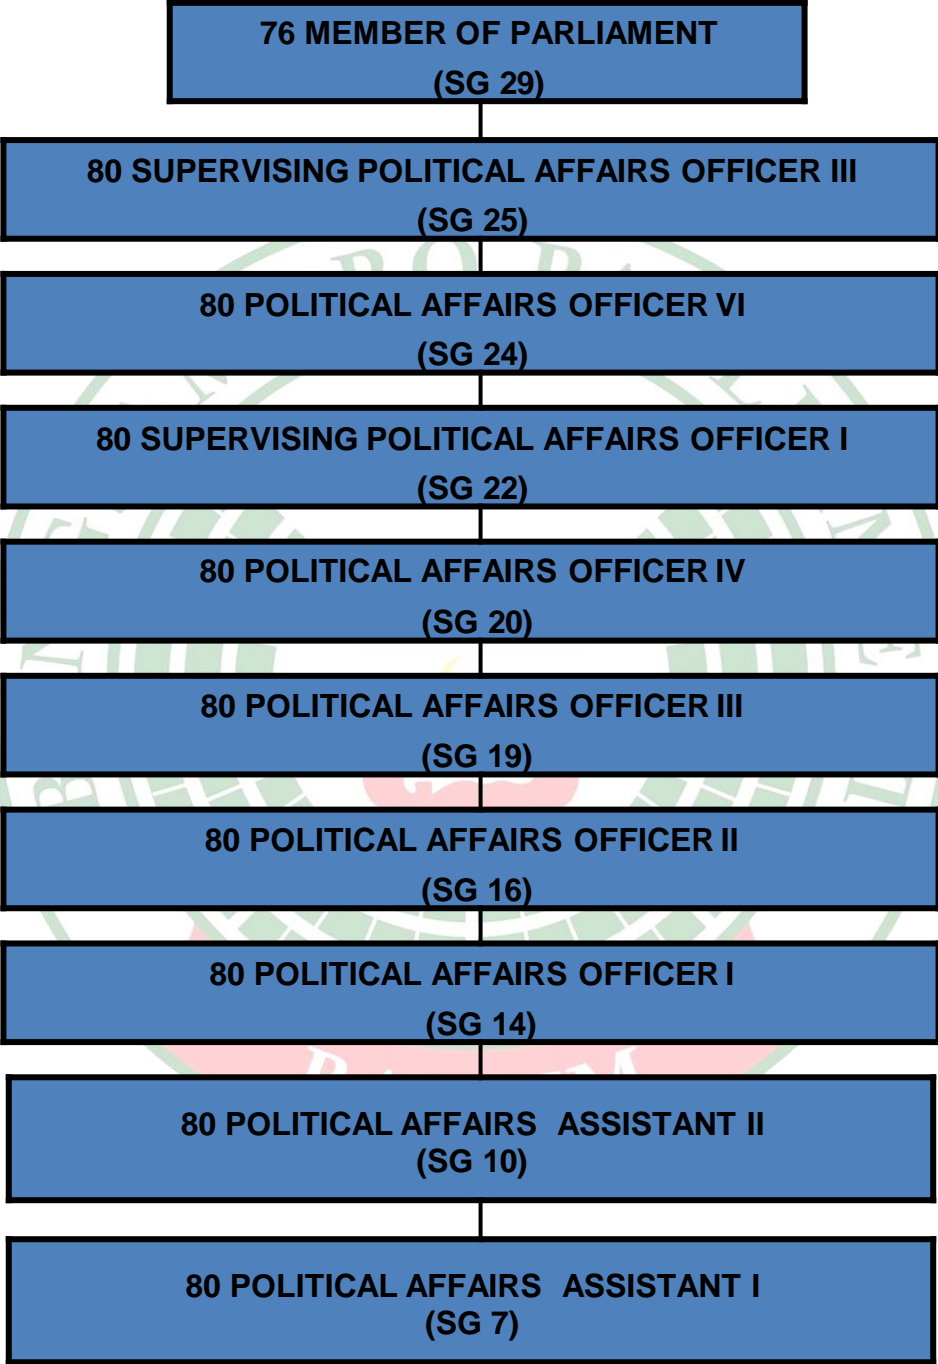 76 MEMBER OF PARLIAMENT
(SG 29)
80 SUPERVISING POLITICAL AFFAIRS OFFICER III
(SG 25)
80 POLITICAL AFFAIRS OFFICER VI
(SG 24)
80 SUPERVISING POLITICAL AFFAIRS OFFICER I
(SG 22)
80 POLITICAL AFFAIRS OFFICER IV
(SG 20)
80 POLITICAL AFFAIRS OFFICER III
(SG 19)
80 POLITICAL AFFAIRS OFFICER II
(SG 16)
80 POLITICAL AFFAIRS OFFICER I
(SG 14)
80 POLITICAL AFFAIRS ASSISTANT II
(SG 10)
80 POLITICAL AFFAIRS ASSISTANT I
(SG 7)